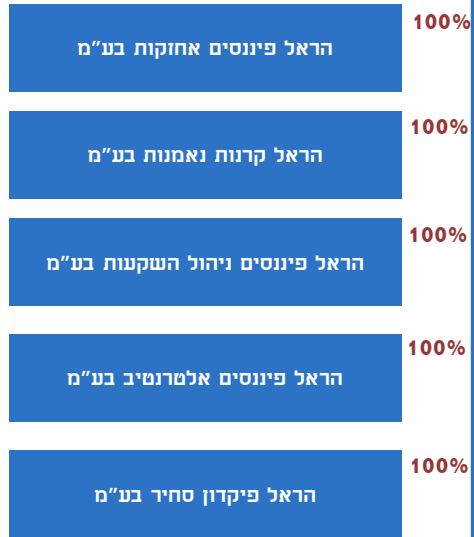 100%
הראל פיננסים אחזקות בע"מ
100%
הראל קרנות נאמנות בע"מ
100%
הראל פיננסים ניהול השקעות בע"מ
100%
הראל פיננסים אלטרנטיב בע"מ
100%
הראל פיקדון סחיר בע"מ